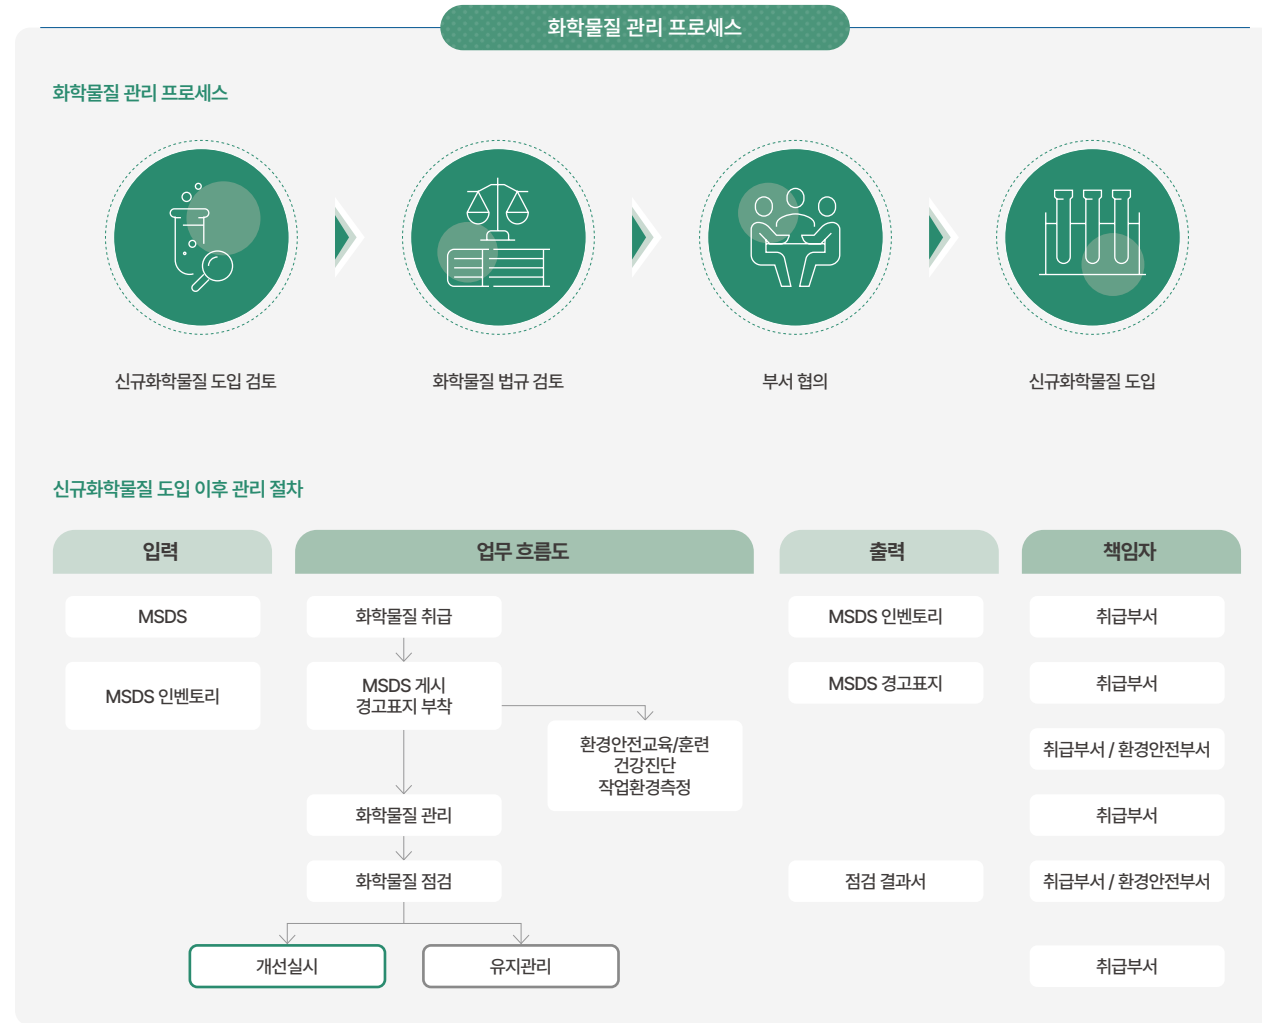 화학물질 관리 프로세스
화학물질 관리 프로세스
신규화학물질 도입 검토
화학물질 법규 검토
부서 협의
신규화학물질 도입
신규화학물질 도입 이후 관리 절차
입력
업무 흐름도
출력
책임자
MSDS
화학물질 취급
MSDS 인벤토리
취급부서
MSDS 인벤토리
MSDS 게시
경고표지 부착
MSDS 경고표지
취급부서
환경안전교육/훈련
건강진단
작업환경측정
취급부서 / 환경안전부서
화학물질 관리
취급부서
화학물질 점검
점검 결과서
취급부서 / 환경안전부서
개선실시
유지관리
취급부서